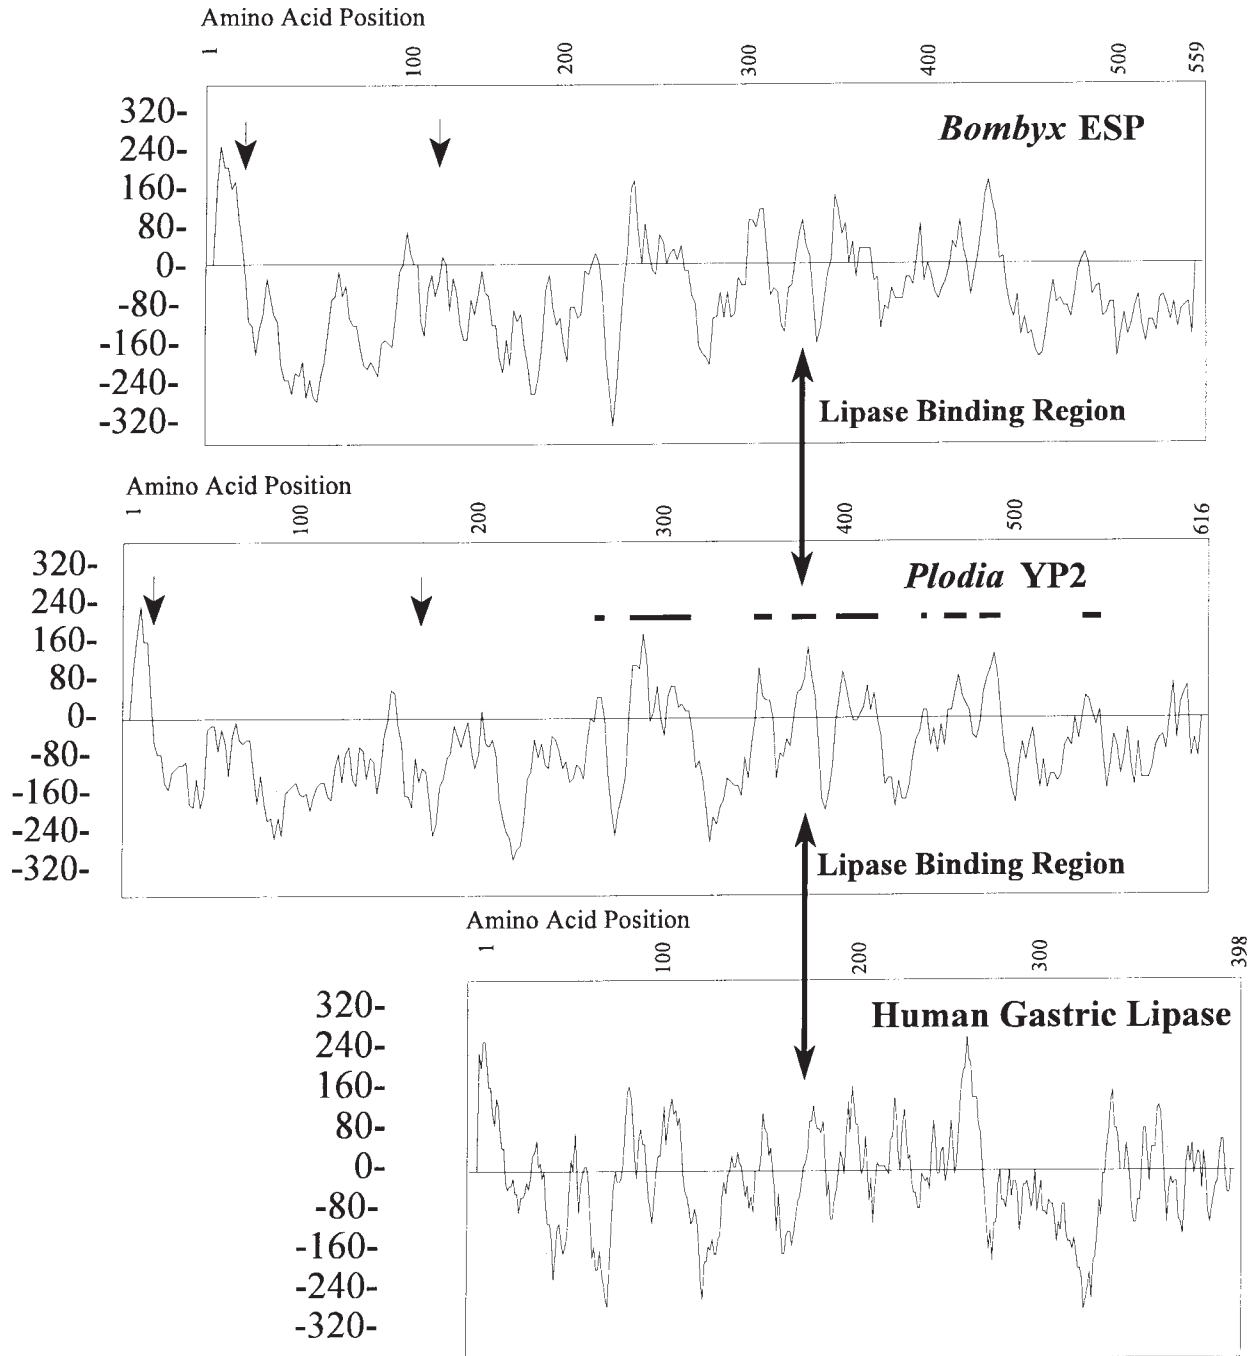 Amino Acid Position
1 100 200 300 400 500 559
Bombyx ESP
320-
240-
160-
80-
0-
-80-
-160-
-240-
-320-
Lipase Binding Region
Amino Acid Position
1 100 200 300 400 500 616
Plodia YP2
320-
240-
160-
80-
0-
-80-
-160-
-240-
-320-
Lipase Binding Region
Amino Acid Position
1 100 200 300 398
Human Gastric Lipase
320-
240-
160-
80-
0-
-80-
-160-
-240-
-320-